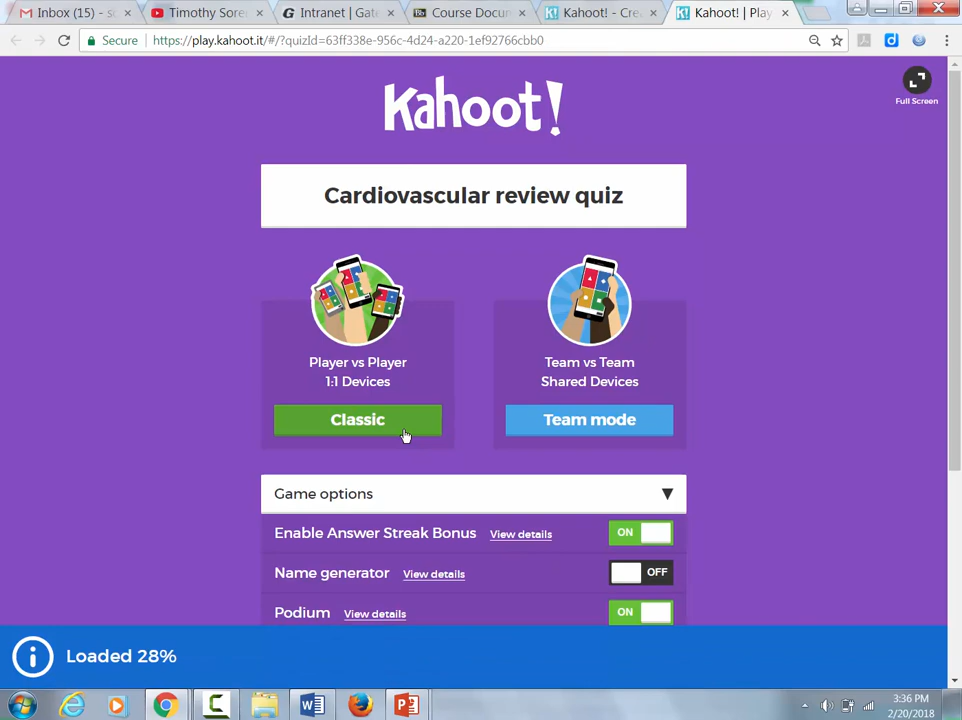 Inbox (15) - s
Timothy Sore
Intranet | Gat
Course Docu
Kahoot! - Cre
Kahoot! | Play
Secure
https://play.kahoot.it/#/?quizId=63ff338e-956c-4d24-a220-1ef92766cbb0
Kahoot!
Full Screen
Cardiovascular review quiz
Player vs Player
1:1 Devices
Classic
Team vs Team
Shared Devices
Team mode
Game options
Enable Answer Streak Bonus View details ON
Name generator View details OFF
Podium View details ON
Loaded 28%
3:36 PM
2/20/2018